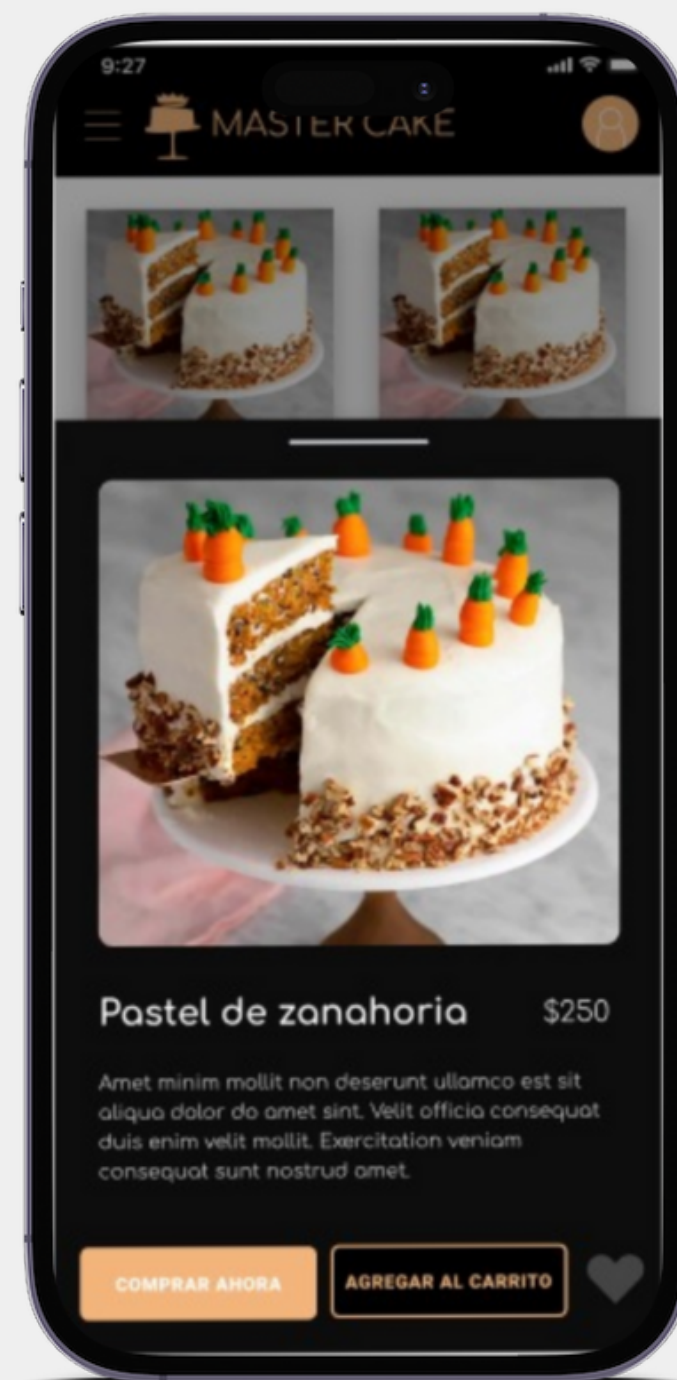 9:27
MASTER CAKE
Pastel de zanahoria
$250
Amet minim mollit non deserunt ullamco est sit
aliqua dolor do amet sint. Velit officia consequat
duis enim velit mollit. Exercitation veniam
consequat sunt nostrud amet.
COMPRAR AHORA
AGREGAR AL CARRITO